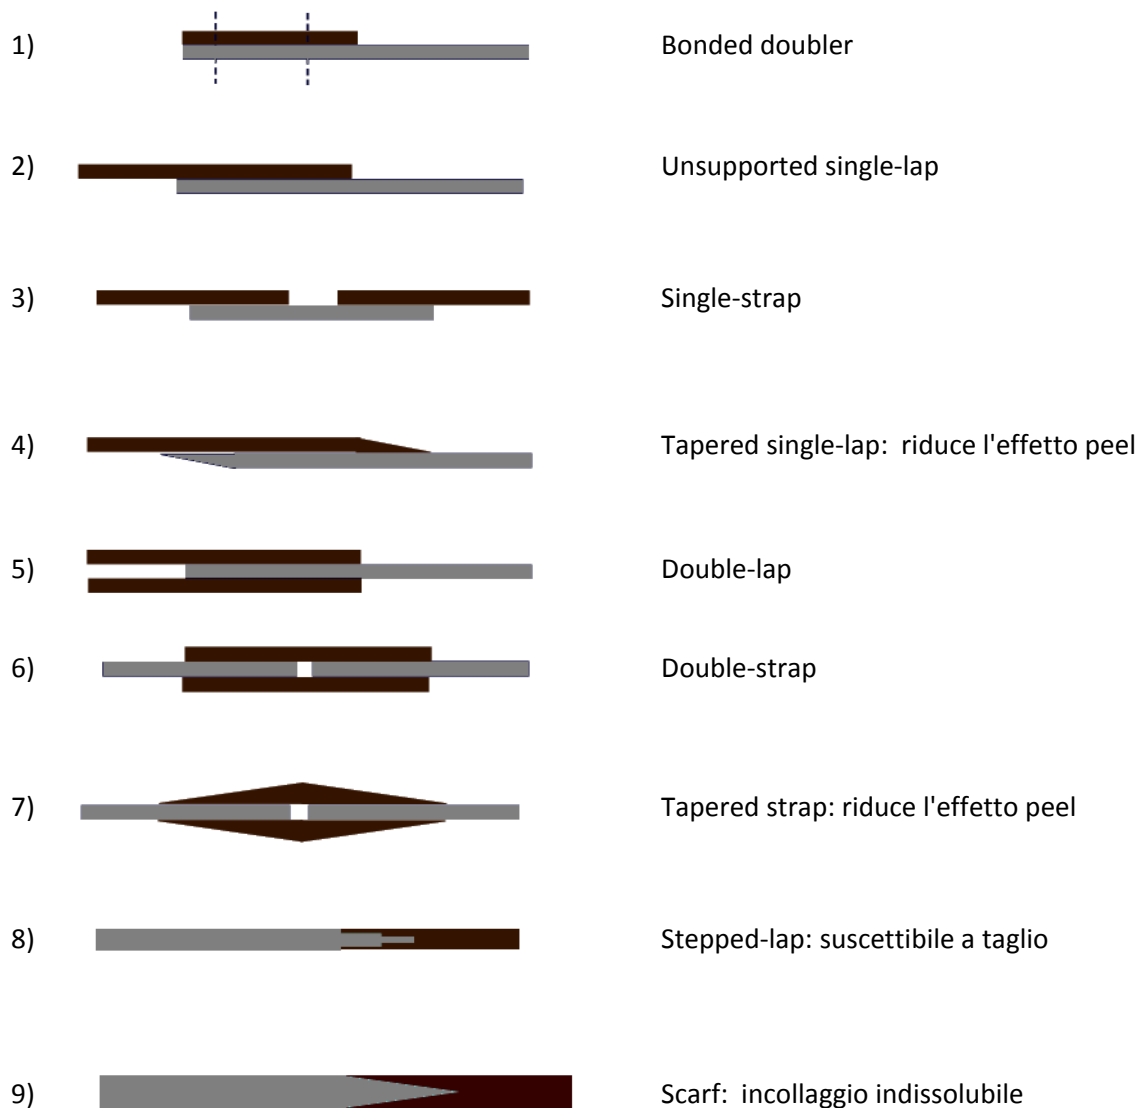 1) Bonded doubler
2) Unsupported single-lap
3) Single-strap
4) Tapered single-lap: riduce l'effetto peel
5) Double-lap
6) Double-strap
7) Tapered strap: riduce l'effetto peel
8) Stepped-lap: suscettibile a taglio
9) Scarf: incollaggio indissolubile